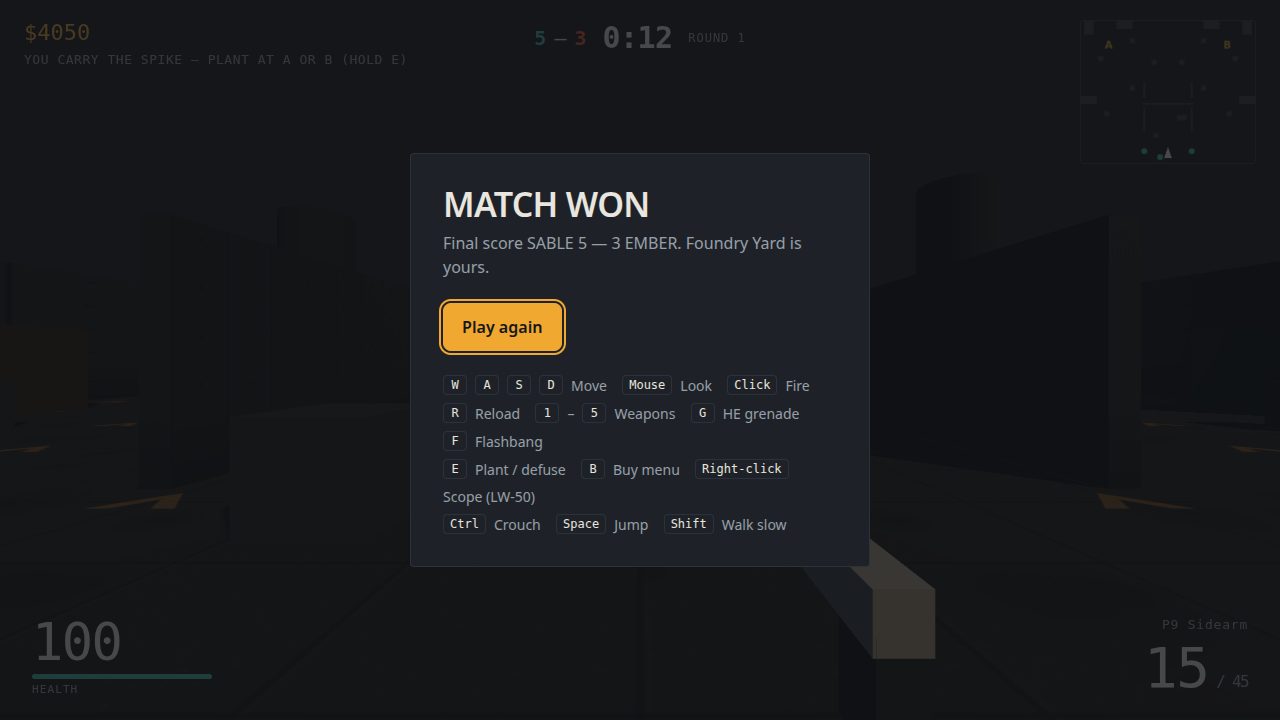 $4050
5 — 3 0:12 ROUND 1
YOU CARRY THE SPIKE — PLANT AT A OR B (HOLD E)
A B
MATCH WON
Final score SABLE 5 — 3 EMBER. Foundry Yard is
yours.
Play again
W A S D Move Mouse Look Click Fire
R Reload 1 – 5 Weapons G HE grenade
F Flashbang
E Plant / defuse B Buy menu Right-click
Scope (LW-50)
Ctrl Crouch Space Jump Shift Walk slow
100
HEALTH
P9 Sidearm
15 / 45